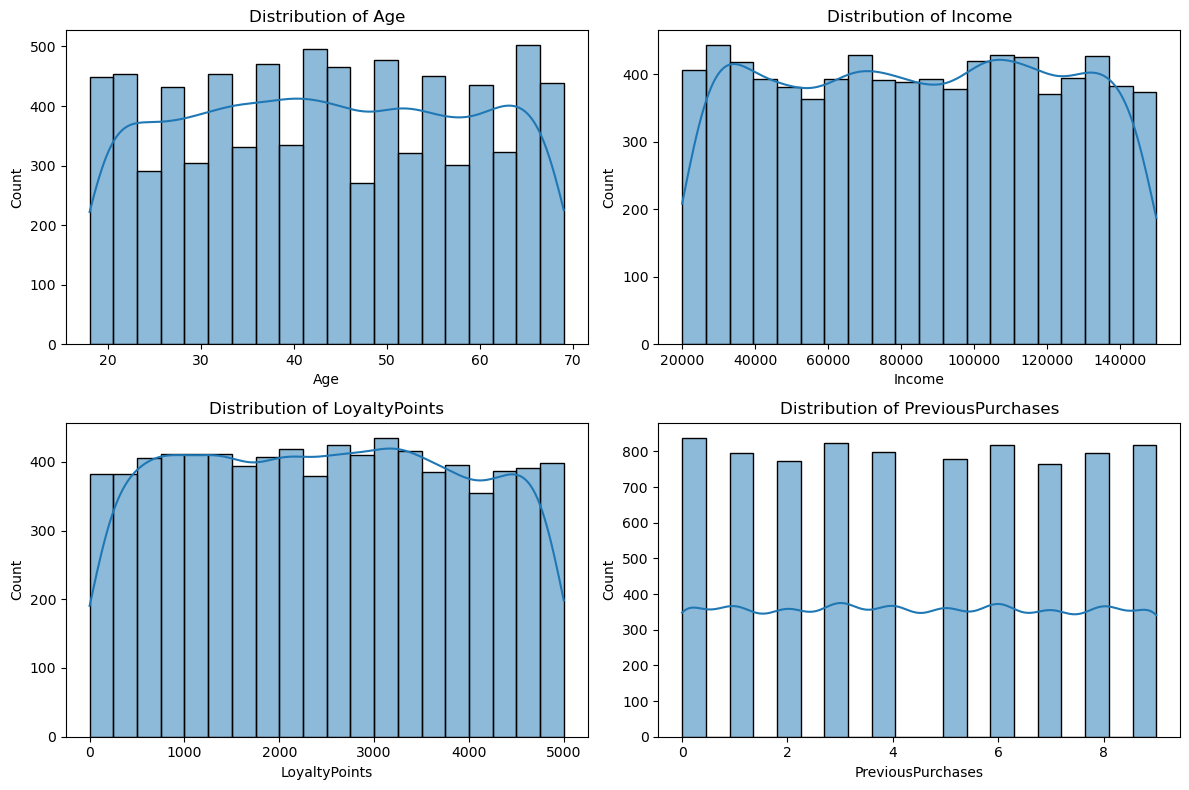 Distribution of Age
500
400
300
200
100
0
Count
20 30 40 50 60 70
Age
Distribution of Income
400
300
200
100
0
Count
20000 40000 60000 80000 100000 120000 140000
Income
Distribution of LoyaltyPoints
400
300
200
100
0
Count
0 1000 2000 3000 4000 5000
LoyaltyPoints
Distribution of PreviousPurchases
800
700
600
500
400
300
200
100
0
Count
0 2 4 6 8
PreviousPurchases